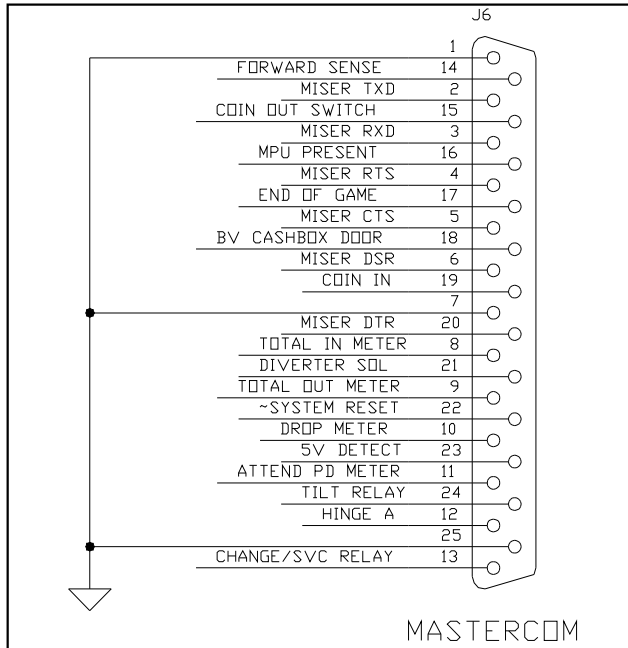 J6
1
FORWARD SENSE 14
MISER TXD 2
COIN OUT SWITCH 15
MISER RXD 3
MPU PRESENT 16
MISER RTS 4
END OF GAME 17
MISER CTS 5
BV CASHBOX DOOR 18
MISER DSR 6
COIN IN 19
7
MISER DTR 20
TOTAL IN METER 8
DIVERTER SOL 21
TOTAL OUT METER 9
~SYSTEM RESET 22
DROP METER 10
5V DETECT 23
ATTEND PD METER 11
TILT RELAY 24
HINGE A 12
25
CHANGE/SVC RELAY 13
MASTERCOM